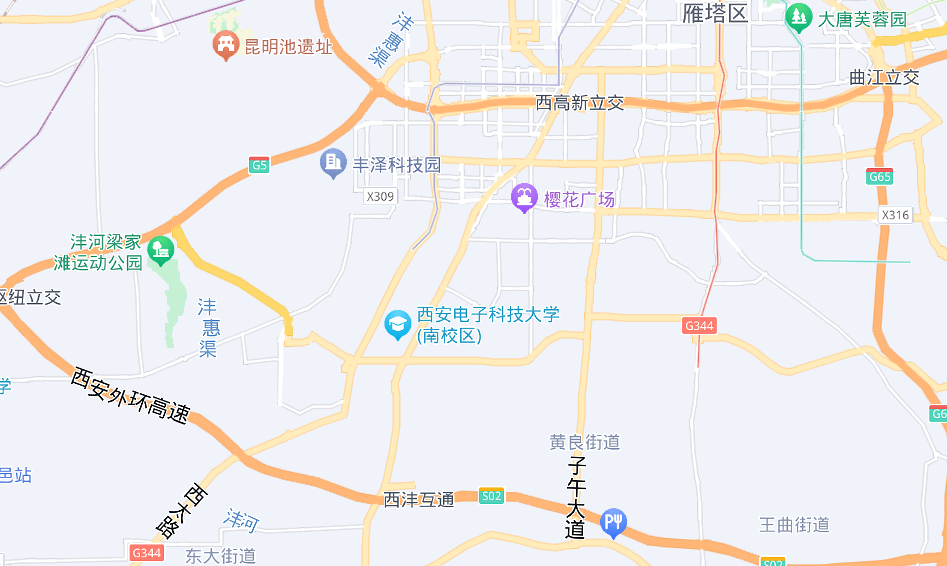 雁塔区
大唐芙蓉园
沣惠渠
昆明池遗址
曲江立交
西高新立交
G5
丰泽科技园
G65
X309
樱花广场
X316
沣河梁家
滩运动公园
枢纽立交
沣惠渠
西安电子科技大学
(南校区)
G344
学
西安外环高速
G6
黄良街道
邑站
子午大道
西太路
西沣互通
S02
沣河
王曲街道
G344
东大街道
S02